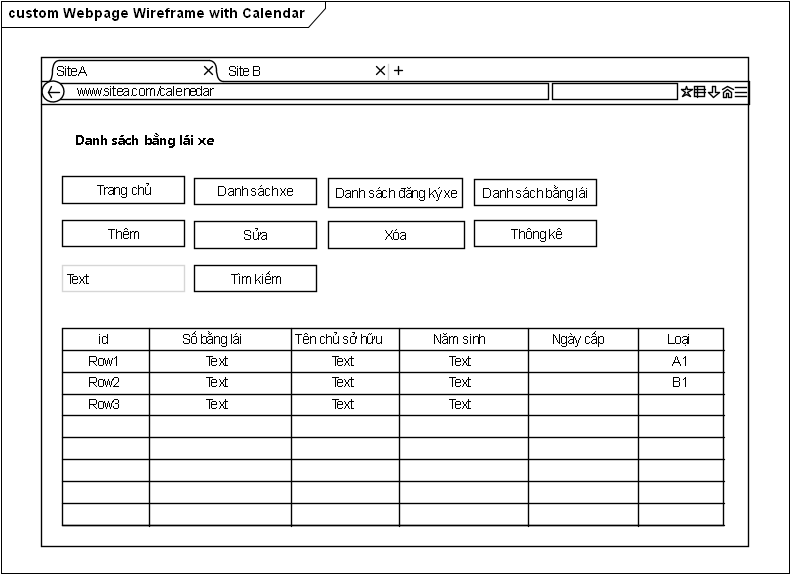 custom Webpage Wireframe with Calendar
SiteA Site B
www.sitea.com/calenedar
Danh sách bằng lái xe
Trang chủ Danh sách xe Danh sách đăng ký xe Danh sách bằng lái
Thêm Sửa Xóa Thông kê
Text Tìm kiếm
id Số bằng lái Tên chủ sở hữu Năm sinh Ngày cấp Loại
Row1 Text Text Text A1
Row2 Text Text Text B1
Row3 Text Text Text